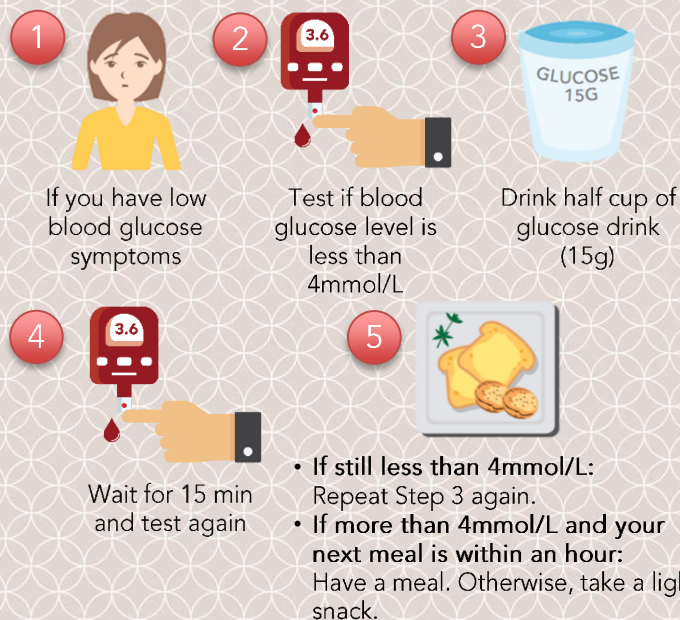 1
2
3.6
3
GLUCOSE
15G
If you have low
blood glucose
symptoms
Test if blood
glucose level is
less than
4mmol/L
Drink half cup of
glucose drink
(15g)
4
3.6
5
Wait for 15 min
and test again
• If still less than 4mmol/L:
Repeat Step 3 again.
• If more than 4mmol/L and your
next meal is within an hour:
Have a meal. Otherwise, take a
snack.